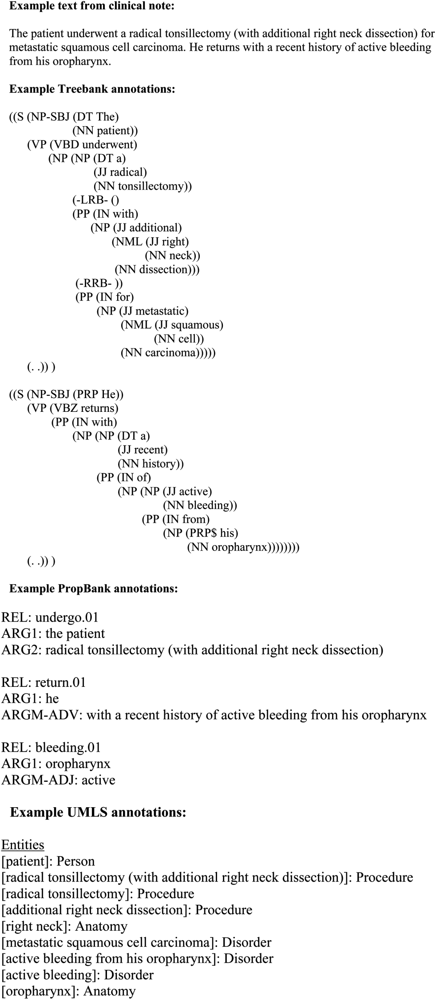 Example text from clinical note:
The patient underwent a radical tonsillectomy (with additional right neck dissection) for
metastatic squamous cell carcinoma. He returns with a recent history of active bleeding
from his oropharynx.
Example Treebank annotations:
((S (NP-SBJ (DT The)
(NN patient))
(VP (VBD underwent)
(NP (NP (DT a)
(JJ radical)
(NN tonsillectomy))
(-LRB- ()
(PP (IN with)
(NP (JJ additional)
(NML (JJ right)
(NN neck))
(NN dissection)))
(-RRB- ))
(PP (IN for)
(NP (JJ metastatic)
(NML (JJ squamous)
(NN cell))
(NN carcinoma)))))
(. .)) )
((S (NP-SBJ (PRP He))
(VP (VBZ returns)
(PP (IN with)
(NP (NP (DT a)
(JJ recent)
(NN history))
(PP (IN of)
(NP (NP (JJ active)
(NN bleeding))
(PP (IN from)
(NP (PRP$ his)
(NN oropharynx))))))))
(. .)) )
Example PropBank annotations:
REL: undergo.01
ARG1: the patient
ARG2: radical tonsillectomy (with additional right neck dissection)
REL: return.01
ARG1: he
ARGM-ADV: with a recent history of active bleeding from his oropharynx
REL: bleeding.01
ARG1: oropharynx
ARGM-ADJ: active
Example UMLS annotations:
Entities
[patient]: Person
[radical tonsillectomy (with additional right neck dissection)]: Procedure
[radical tonsillectomy]: Procedure
[additional right neck dissection]: Procedure
[right neck]: Anatomy
[metastatic squamous cell carcinoma]: Disorder
[active bleeding from his oropharynx]: Disorder
[active bleeding]: Disorder
[oropharynx]: Anatomy